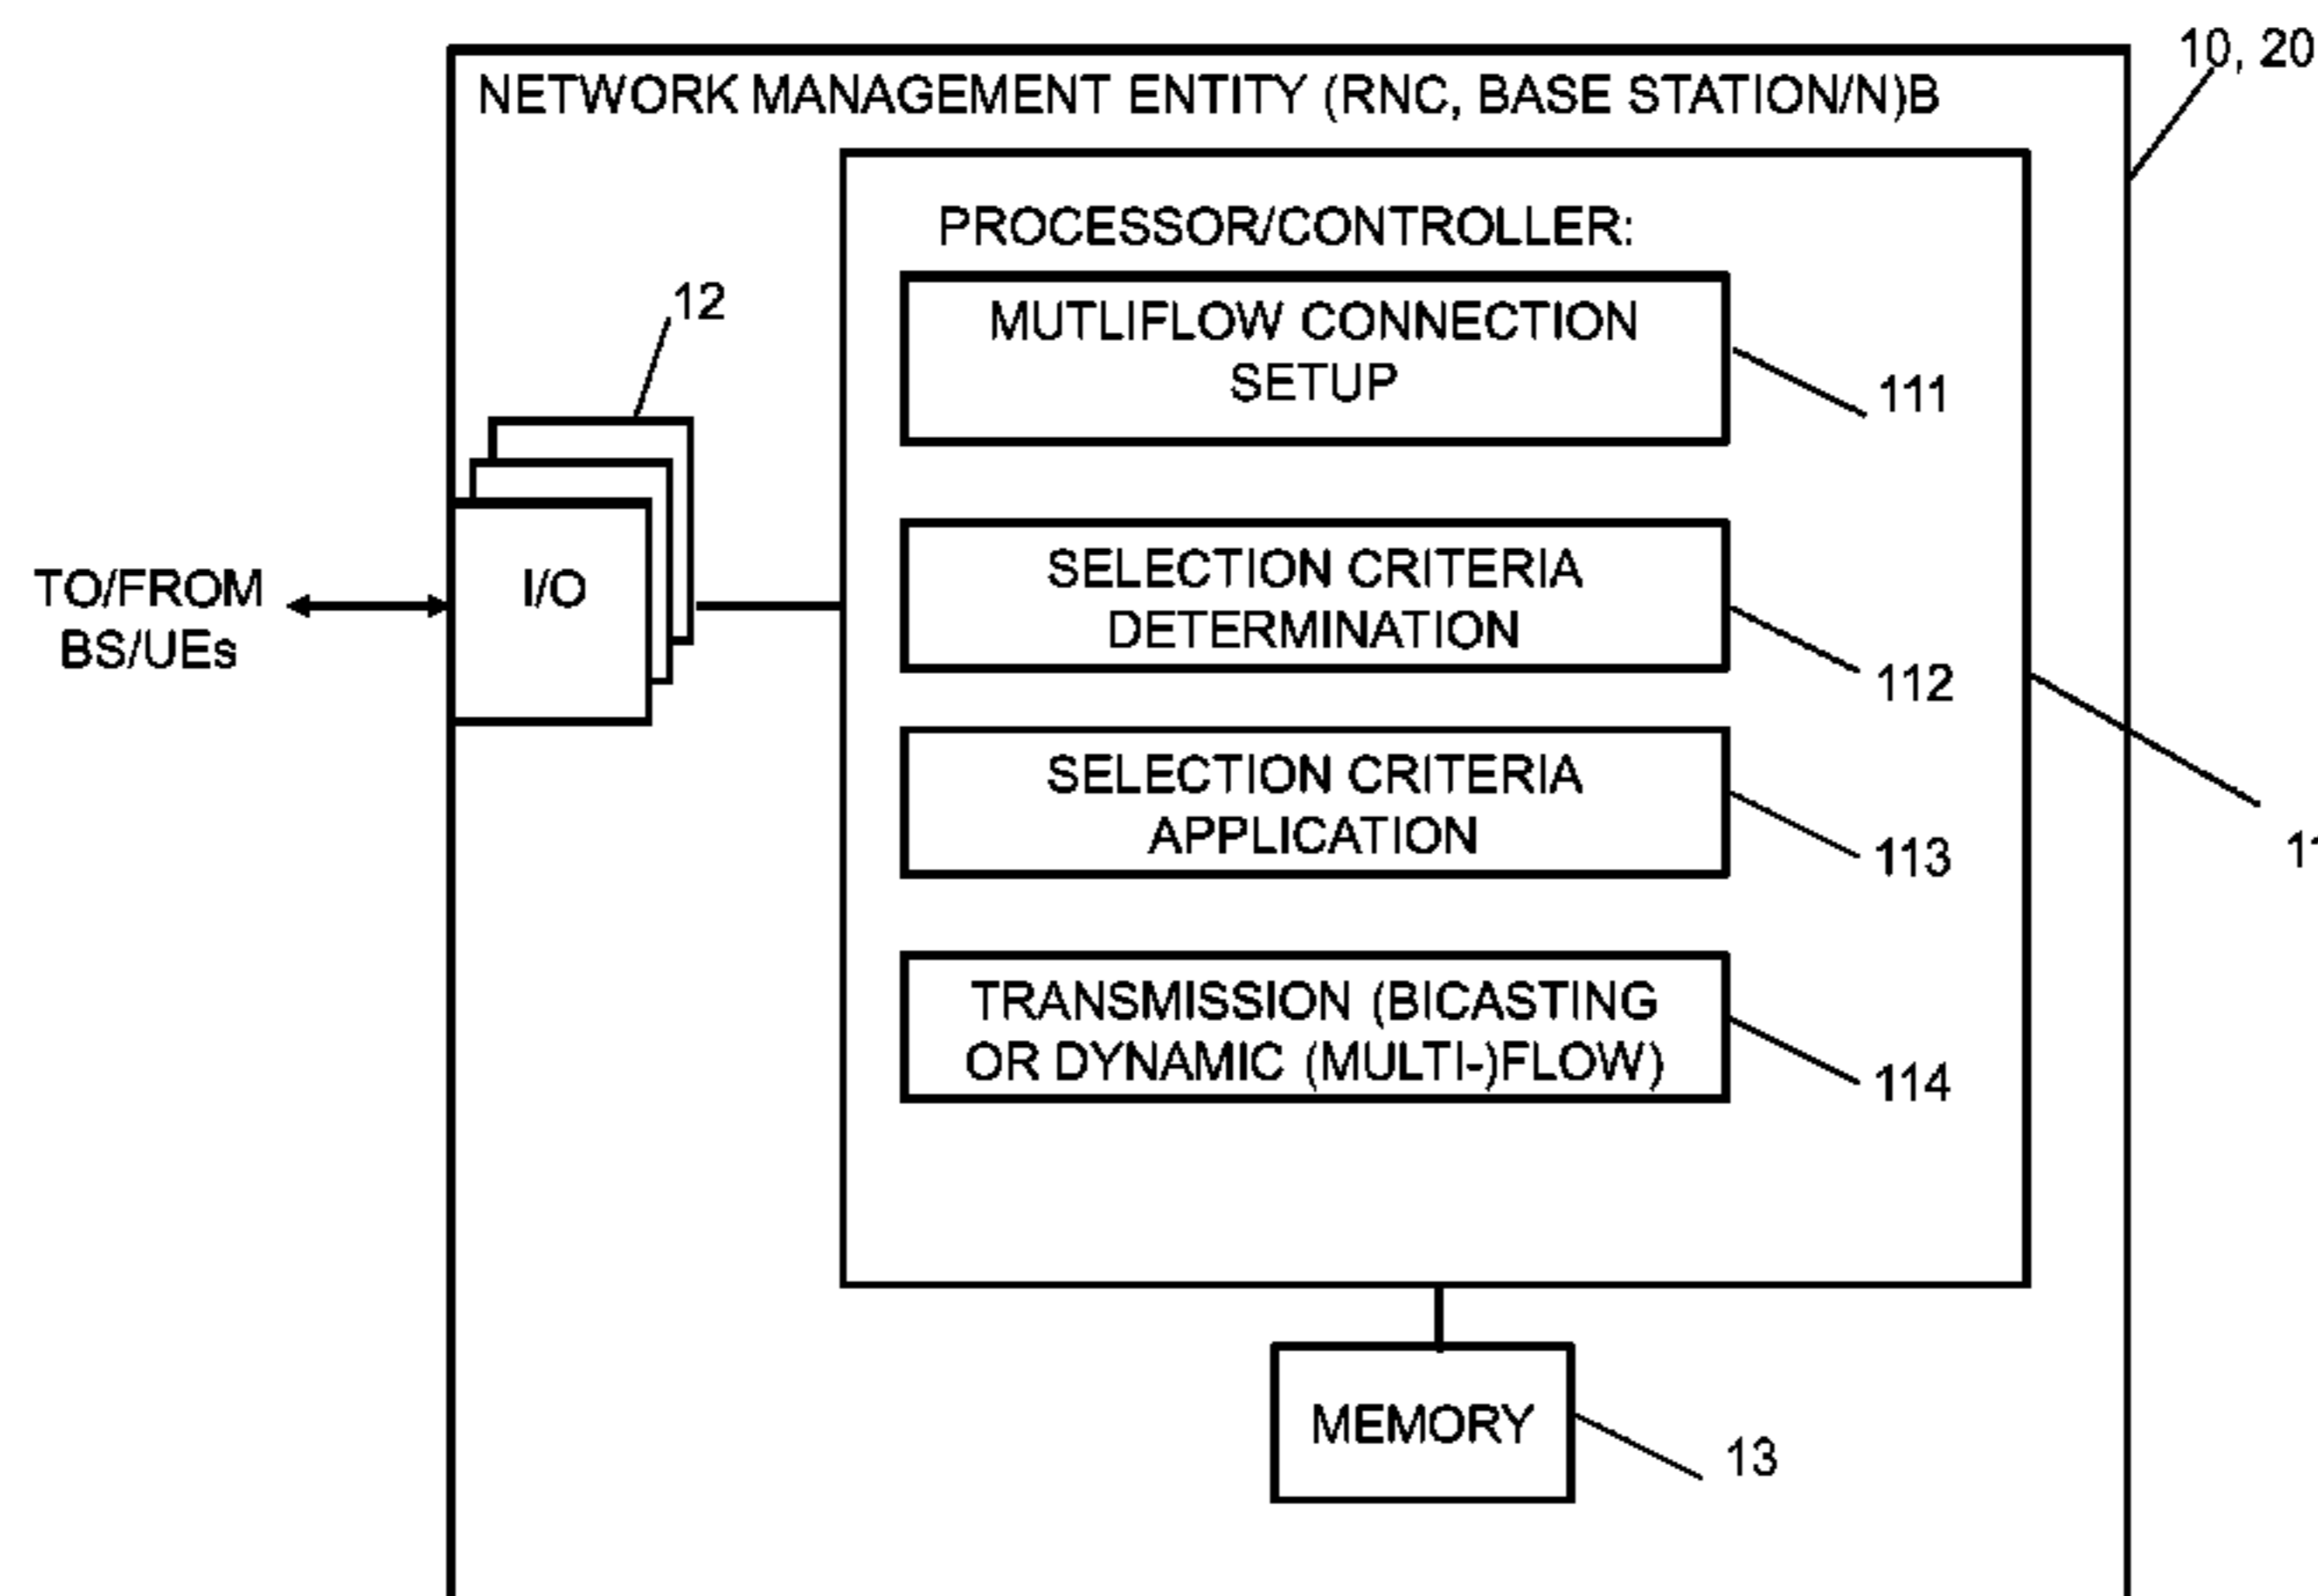 10, 20
NETWORK MANAGEMENT ENTITY (RNC, BASE STATION/N)B
PROCESSOR/CONTROLLER:
12
MUTLIFLOW CONNECTION
SETUP
111
I/O
TO/FROM
BS/UEs
SELECTION CRITERIA
DETERMINATION
112
SELECTION CRITERIA
APPLICATION
113
11
TRANSMISSION (BICASTING
OR DYNAMIC (MULTI-)FLOW)
114
MEMORY
13